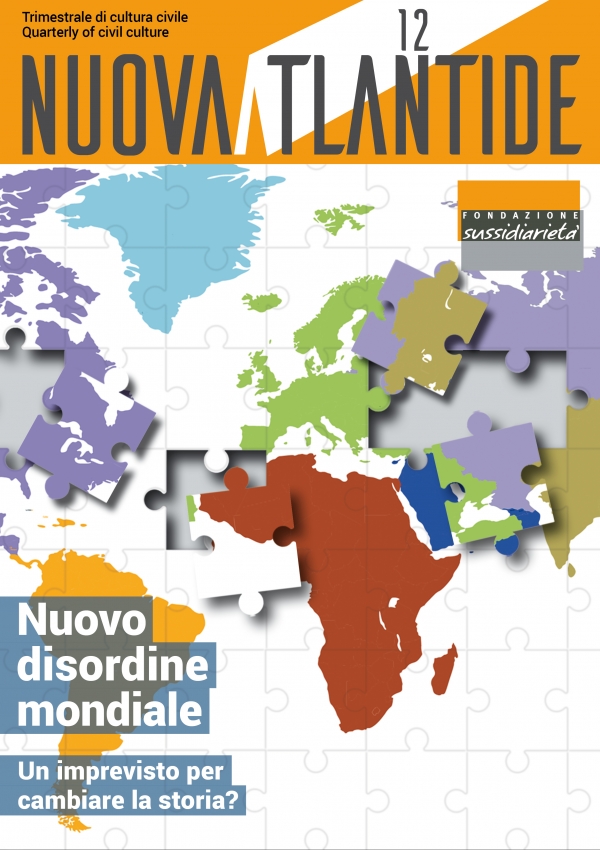 Trimestrale di cultura civile
Quarterly of civil culture
12
NUOVA ATLANTIDE
FONDAZIONE
sussidiarietà
Nuovo
disordine
mondiale
Un imprevisto per
cambiare la storia?